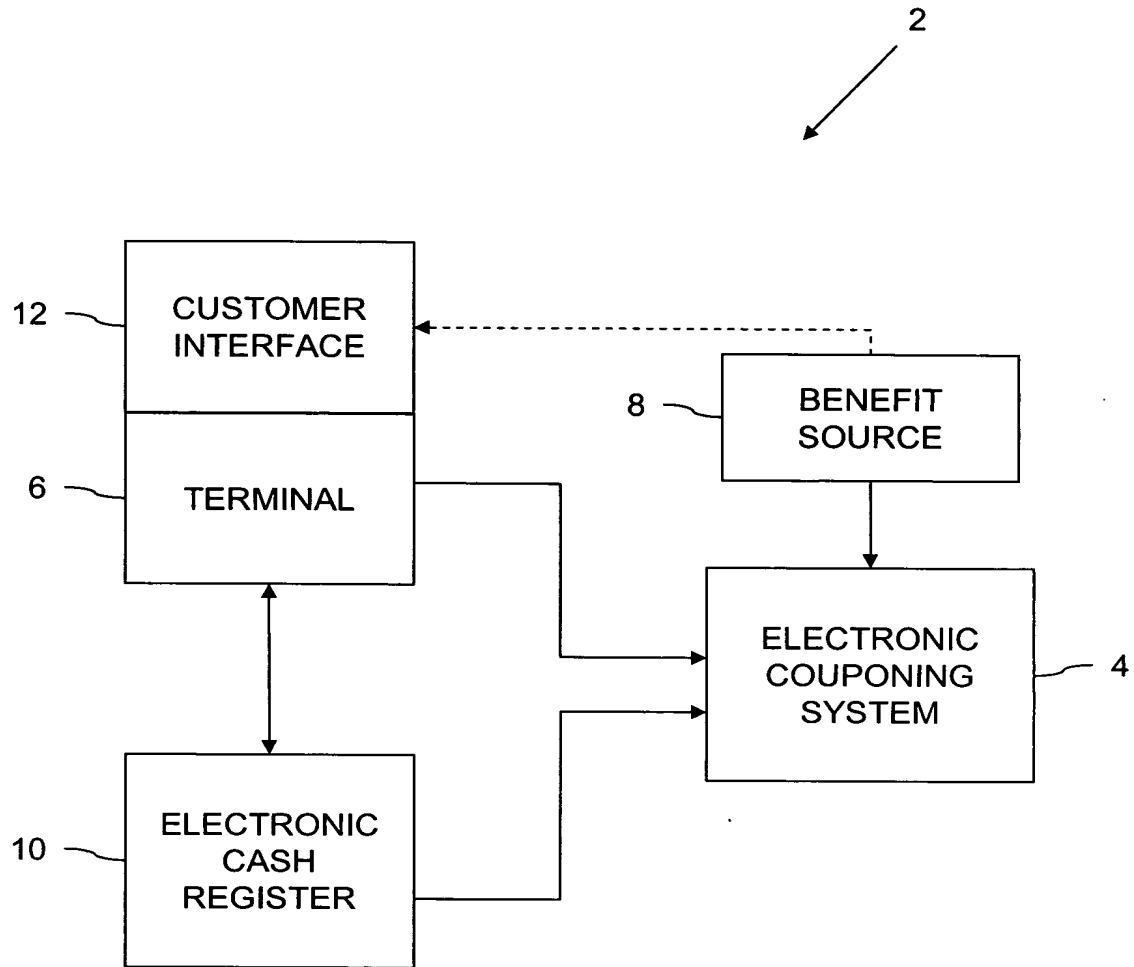 2
12
CUSTOMER
INTERFACE
8
BENEFIT
SOURCE
6
TERMINAL
ELECTRONIC
COUPONING
SYSTEM
4
10
ELECTRONIC
CASH
REGISTER